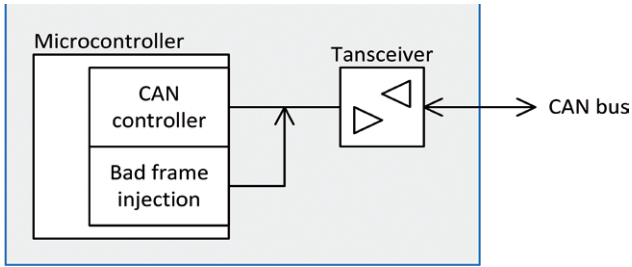 Microcontroller
Tansceiver
CAN
controller
CAN bus
Bad frame
injection